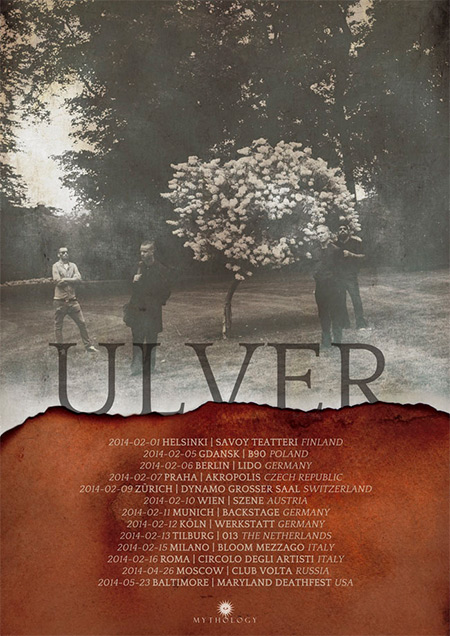 ULVER
2014-02-01 HELSINKI | SAVOY TEATTERI FINLAND
2014-02-05 GDANSK | B90 POLAND
2014-02-06 BERLIN | LIDO GERMANY
2014-02-07 PRAHA | AKROPOLIS CZECH REPUBLIC
2014-02-09 ZÜRICH | DYNAMO GROSSER SAAL SWITZERLAND
2014-02-10 WIEN | SZENE AUSTRIA
2014-02-11 MUNICH | BACKSTAGE GERMANY
2014-02-12 KÖLN | WERKSTATT GERMANY
2014-02-13 TILBURG | 013 THE NETHERLANDS
2014-02-15 MILANO | BLOOM MEZZAGO ITALY
2014-02-16 ROMA | CIRCOLO DEGLI ARTISTI ITALY
2014-04-26 MOSCOW | CLUB VOLTA RUSSIA
2014-05-23 BALTIMORE | MARYLAND DEATHFEST USA
MYTHOLOGY